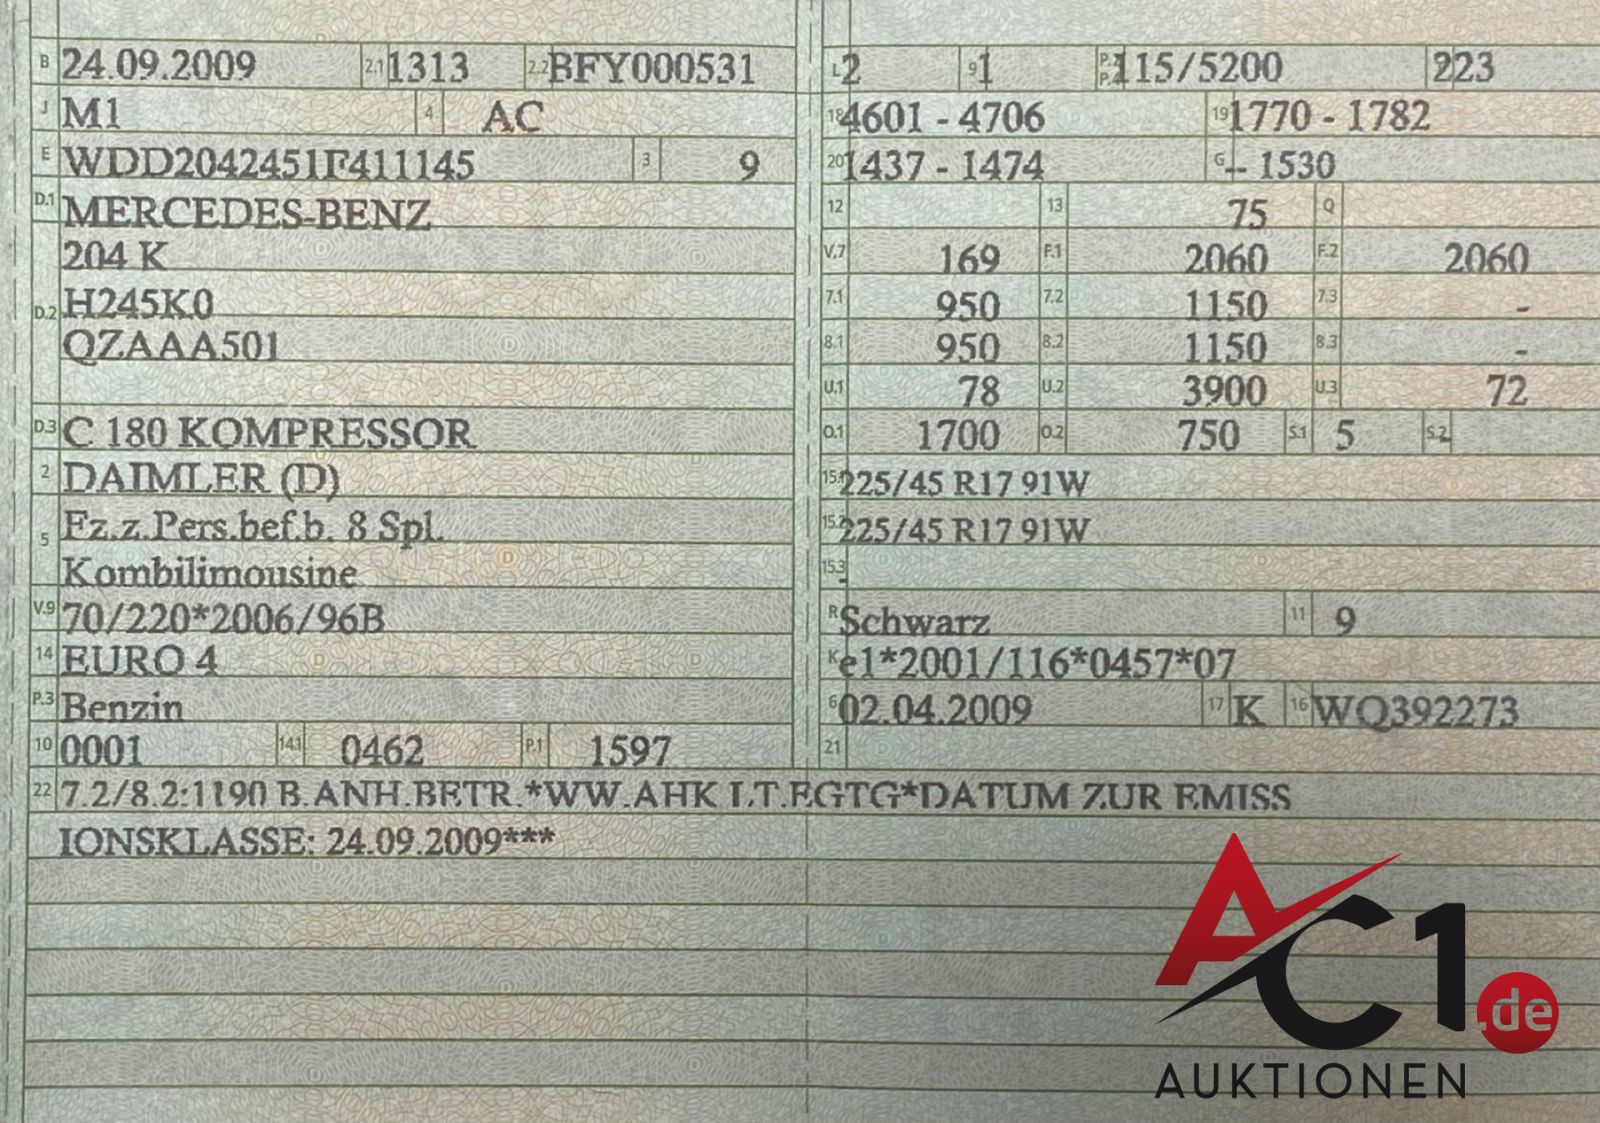 B 24.09.2009 2.1 1313 2.2 BFY000531
J M1 4 AC
E WDD2042451F411145 3 9
D.1 MERCEDES-BENZ
204 K
D.2 H245K0
QZAAA501
D.3 C 180 KOMPRESSOR
2 DAIMLER (D)
5 Fz.z.Pers.bef.b. 8 Spl.
Kombilimousine
V.9 70/220*2006/96B
14 EURO 4
P.3 Benzin
10 0001 14.1 0462 P.1 1597
L 2 9 1 P.2 P.4 115/5200 223
18 4601 - 4706 19 1770 - 1782
20 1437 - 1474 G -- 1530
12 13 75 Q
V.7 169 F.1 2060 F.2 2060
7.1 950 7.2 1150 7.3 -
8.1 950 8.2 1150 8.3 -
U.1 78 U.2 3900 U.3 72
O.1 1700 O.2 750 S.1 5 S.2 -
15.1 225/45 R17 91W
15.2 225/45 R17 91W
15.3 -
R Schwarz 11 9
K e1*2001/116*0457*07
6 02.04.2009 17 K 16 WQ392273
21
22 7.2/8.2:1190 B.ANH.BETR.*WW.AHK LT.EGTG*DATUM ZUR EMISS
IONSKLASSE: 24.09.2009***
AC1.de
AUKTIONEN